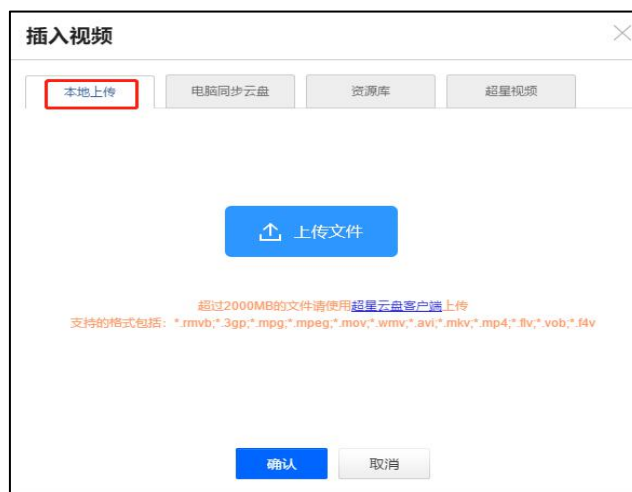 插入视频
本地上传 电脑同步云盘 资源库 超星视频
上传文件
超过2000MB的文件请使用超星云盘客户端上传
支持的格式包括：*.rmvb;*.3gp;*.mpg;*.mpeg;*.mov;*.wmv;*.avi;*.mkv;*.mp4;*.flv;*.vob;*.f4v
确认 取消